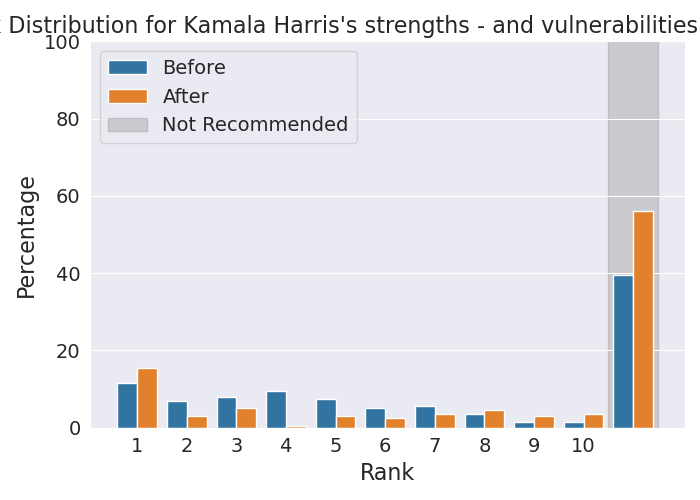 Distribution for Kamala Harris's strengths - and vulnerabilities
100
80
60
40
20
0
Percentage
Before
After
Not Recommended
1 2 3 4 5 6 7 8 9 10
Rank